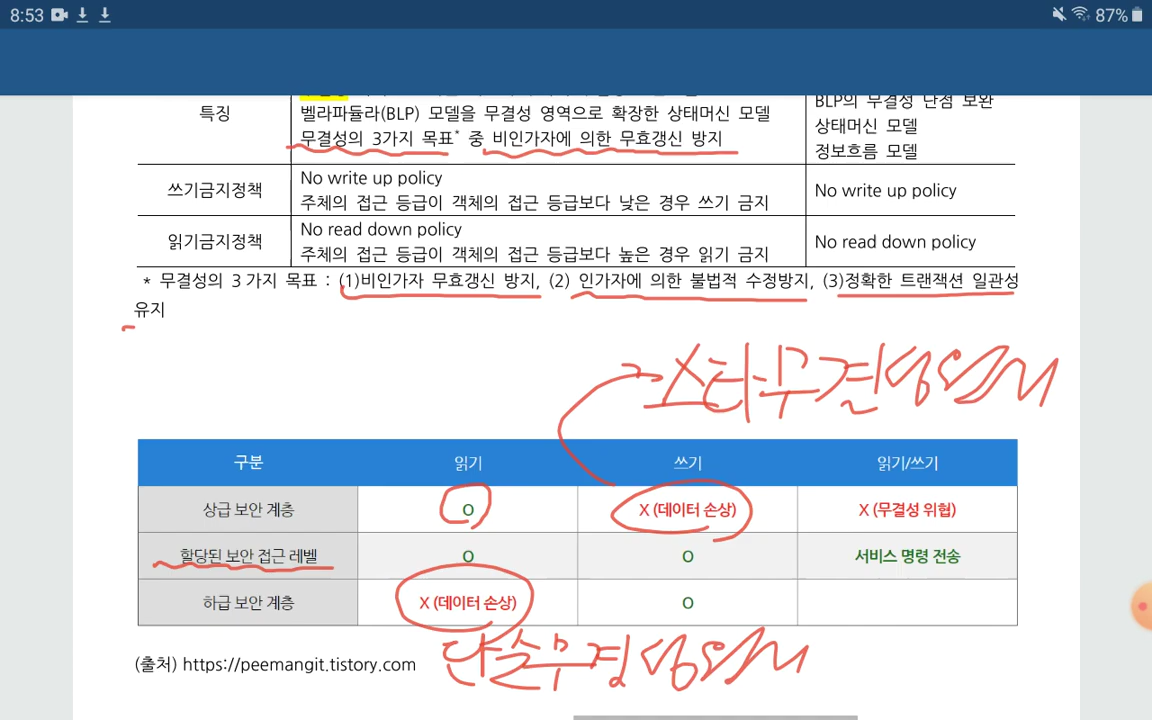 8:53
87%
BLP의 무결성 단점 보완
특징
벨라파듈라(BLP) 모델을 무결성 영역으로 확장한 상태머신 모델
상태머신 모델
무결성의 3가지 목표* 중 비인가자에 의한 무효갱신 방지
정보흐름 모델
쓰기금지정책
No write up policy
주체의 접근 등급이 객체의 접근 등급보다 낮은 경우 쓰기 금지
No write up policy
읽기금지정책
No read down policy
주체의 접근 등급이 객체의 접근 등급보다 높은 경우 읽기 금지
No read down policy
* 무결성의 3가지 목표 : (1)비인가자 무효갱신 방지, (2) 인가자에 의한 불법적 수정방지, (3)정확한 트랜잭션 일관성
유지
스타무결성원칙
구분 읽기 쓰기 읽기/쓰기
상급 보안 계층 O X (데이터 손상) X (무결성 위협)
할당된 보안 접근 레벨 O O 서비스 명령 전송
하급 보안 계층 X (데이터 손상) O
(출처) https://peemangit.tistory.com